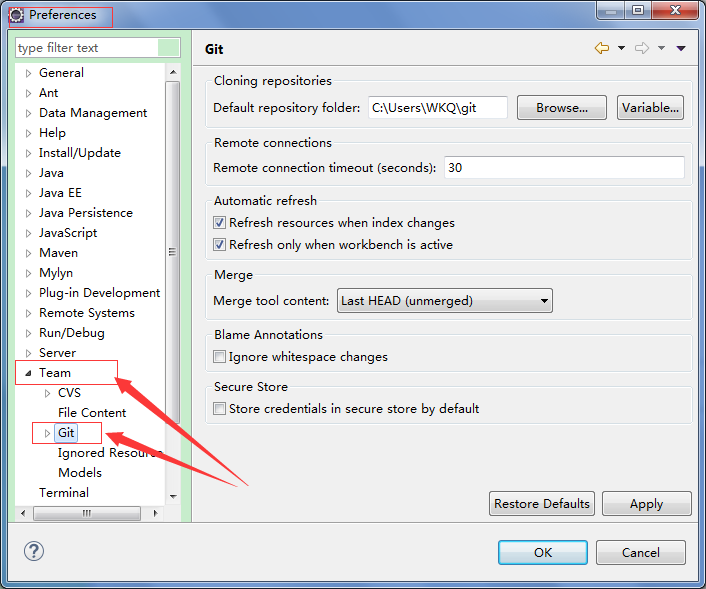 Preferences
type filter text
General
Ant
Data Management
Help
Install/Update
Java
Java EE
Java Persistence
JavaScript
Maven
Mylyn
Plug-in Development
Remote Systems
Run/Debug
Server
Team
CVS
File Content
Git
Ignored Resource
Models
Terminal
Git
Cloning repositories
Default repository folder: C:\Users\WKQ\git Browse... Variable...
Remote connections
Remote connection timeout (seconds): 30
Automatic refresh
Refresh resources when index changes
Refresh only when workbench is active
Merge
Merge tool content: Last HEAD (unmerged)
Blame Annotations
Ignore whitespace changes
Secure Store
Store credentials in secure store by default
Restore Defaults Apply
? OK Cancel